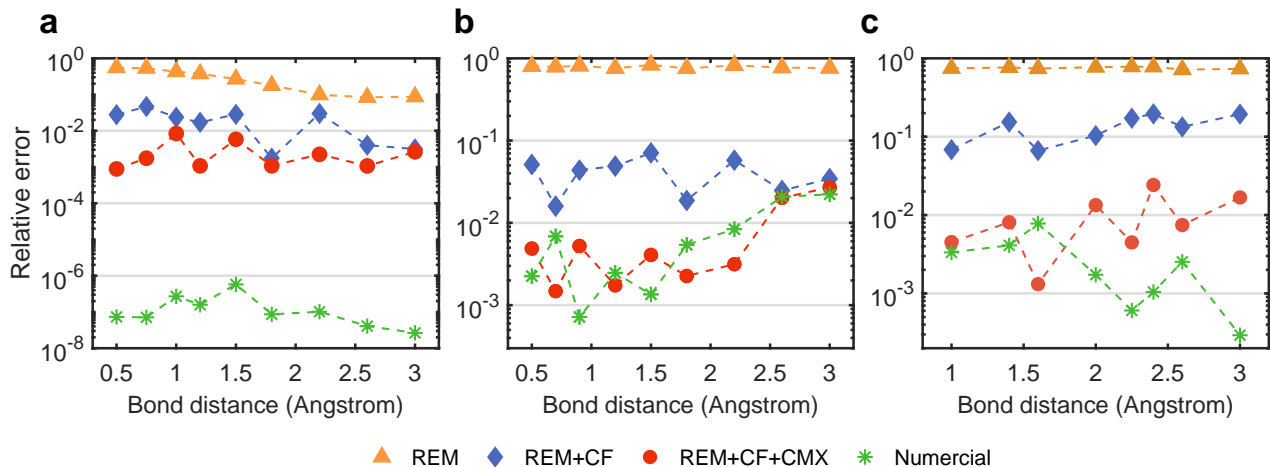 a
b
c
Relative error
10^0
10^-2
10^-4
10^-6
10^-8
0.5 1 1.5 2 2.5 3
Bond distance (Angstrom)
10^0
10^-1
10^-2
10^-3
0.5 1 1.5 2 2.5 3
Bond distance (Angstrom)
10^0
10^-1
10^-2
10^-3
1 1.5 2 2.5 3
Bond distance (Angstrom)
REM REM+CF REM+CF+CMX Numercial